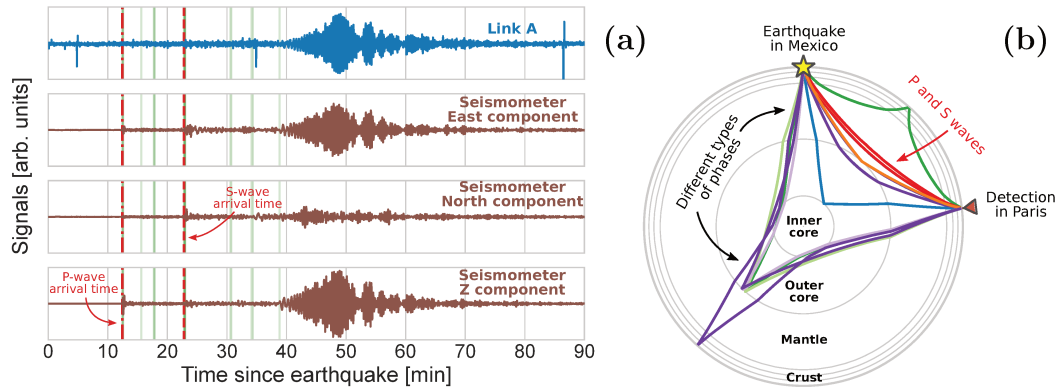 (a)
Link A
Seismometer
East component
Seismometer
North component
S-wave
arrival time
Seismometer
Z component
P-wave
arrival time
Signals [arb. units]
0 10 20 30 40 50 60 70 80 90
Time since earthquake [min]
(b)
Earthquake
in Mexico
P and S waves
Different types
of phases
Detection
in Paris
Inner
core
Outer
core
Mantle
Crust